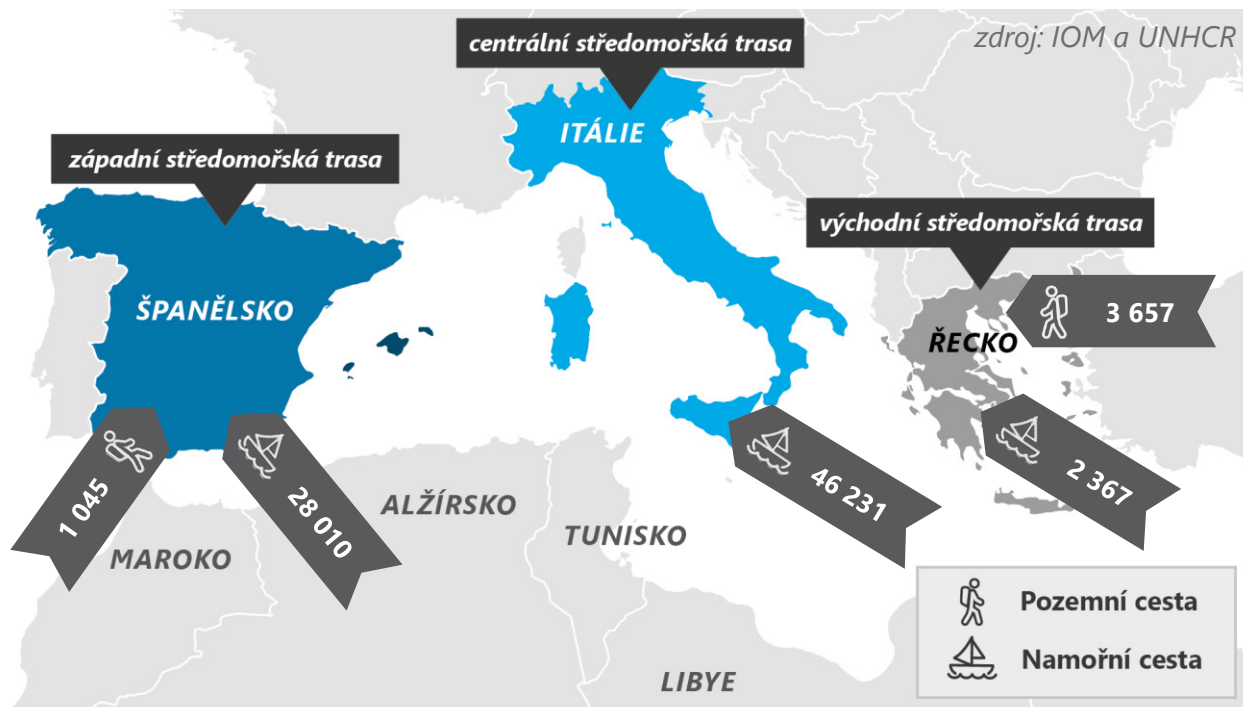 centrální středomořská trasa
zdroj: IOM a UNHCR
ITÁLIE
západní středomořská trasa
východní středomořská trasa
ŠPANĚLSKO
3 657
ŘECKO
1 045
28 010
46 231
2 367
ALŽÍRSKO
TUNISKO
MAROKO
LIBYE
Pozemní cesta
Namořní cesta